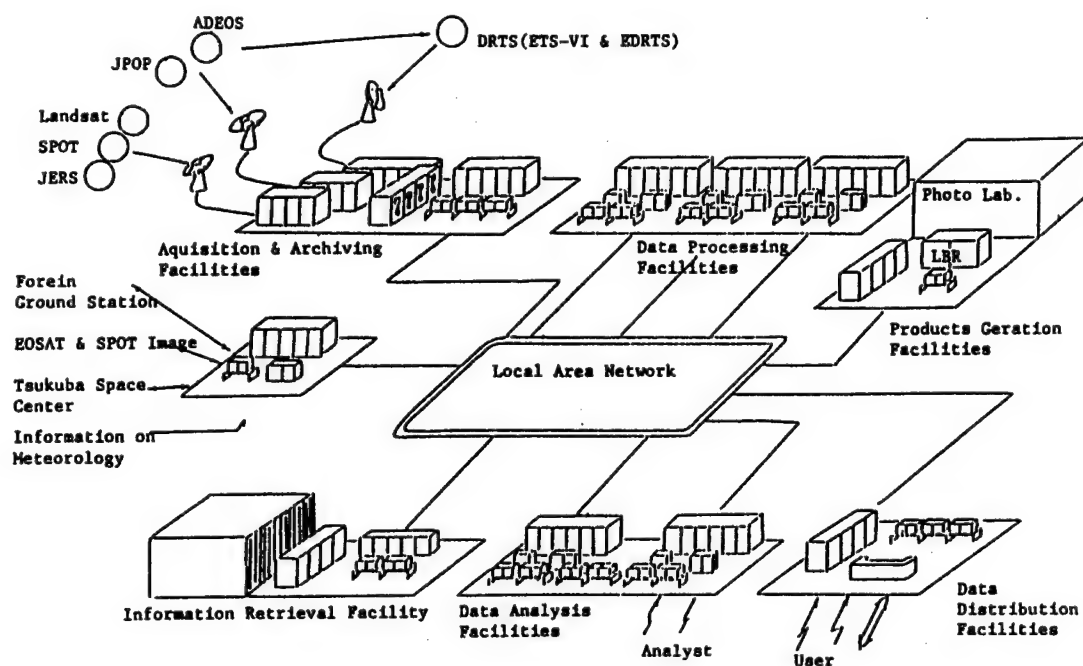 ADEOS
DRTS(ETS-VI & EDRTS)
JPOP
Landsat
SPOT
JERS
Aquisition & Archiving
Facilities
Data Processing
Facilities
Photo Lab.
LBR
Products Geration
Facilities
Forein
Ground Station
EOSAT & SPOT Image
Tsukuba Space
Center
Information on
Meteorology
Local Area Network
Information Retrieval Facility
Data Analysis
Facilities
Analyst
User
Data
Distribution
Facilities